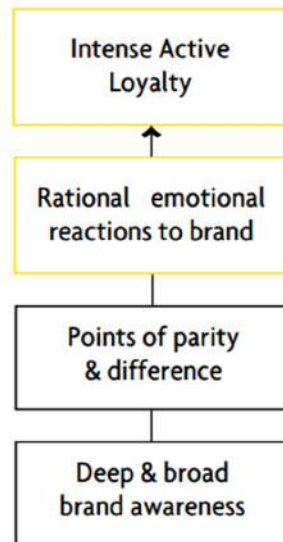 Intense Active
Loyalty
Rational emotional
reactions to brand
Points of parity
& difference
Deep & broad
brand awareness